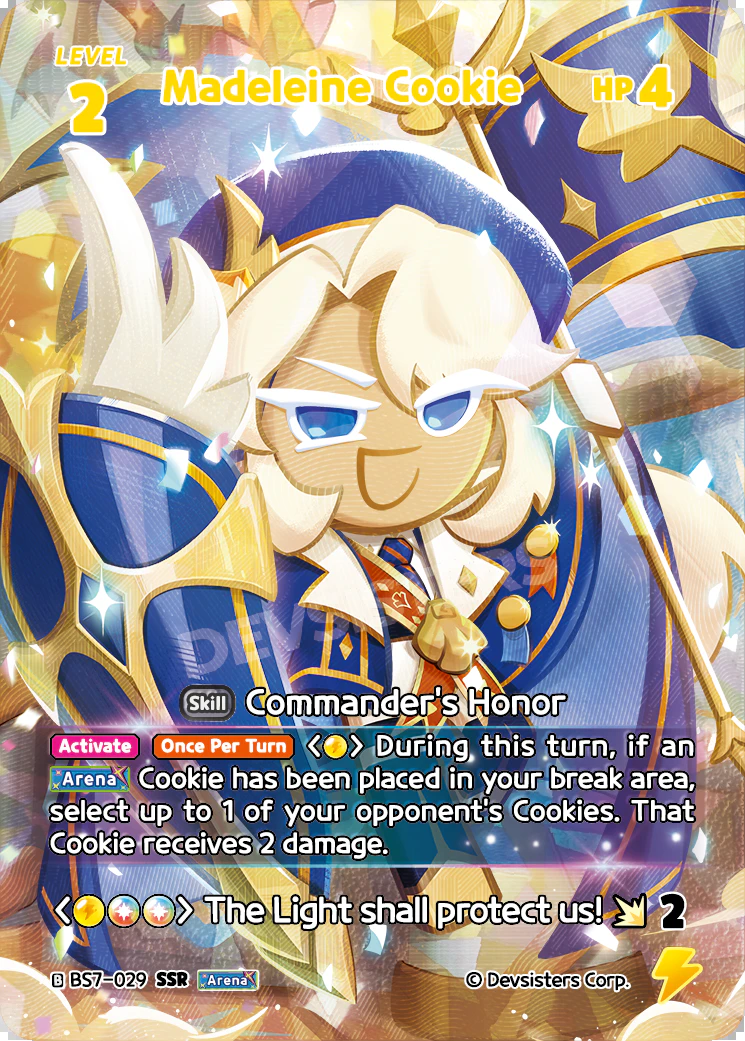 LEVEL
2
Madeleine Cookie
HP 4
DEVSISTERS
Skill Commander's Honor
Activate Once Per Turn < > During this turn, if an
Arena Cookie has been placed in your break area,
select up to 1 of your opponent's Cookies. That
Cookie receives 2 damage.
< > The Light shall protect us! 2
B BS7-029 SSR Arena
© Devsisters Corp.